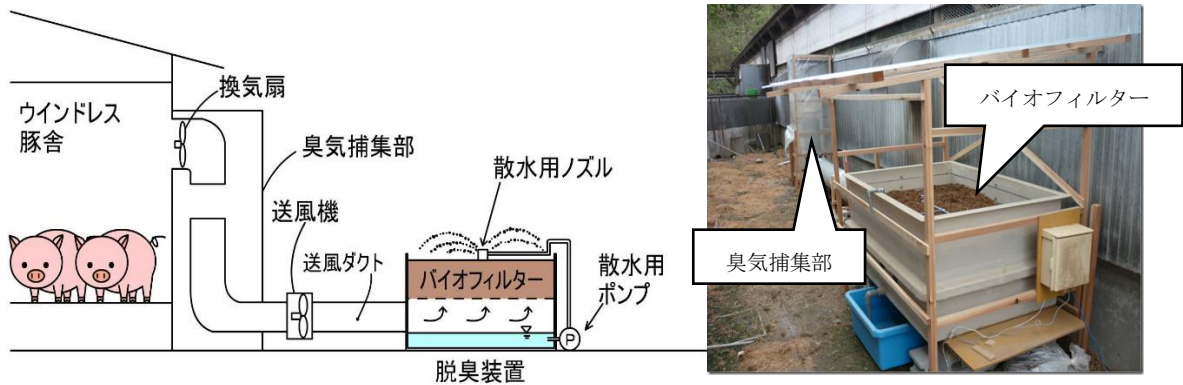 換気扇
ウインドレス
豚舎
臭気捕集部
送風機
送風ダクト
散水用ノズル
バイオフィルター
散水用
ポンプ
P
脱臭装置
バイオフィルター
臭気捕集部